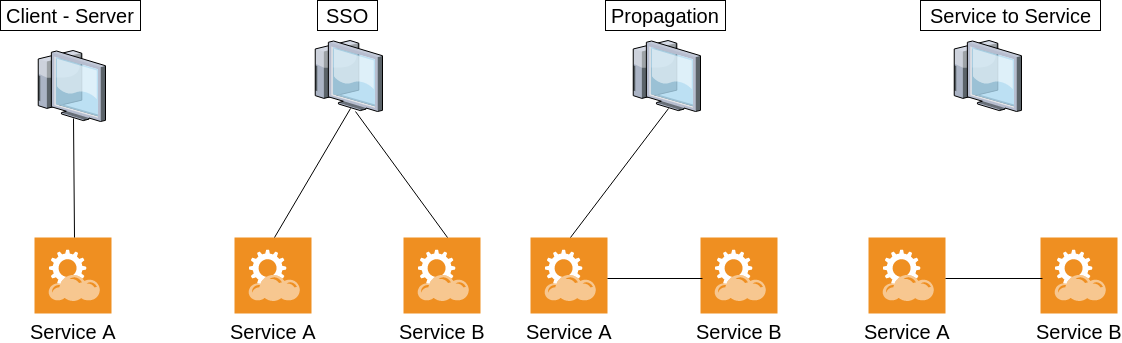 Client - Server
SSO
Propagation
Service to Service
Service A
Service A
Service B
Service A
Service B
Service A
Service B